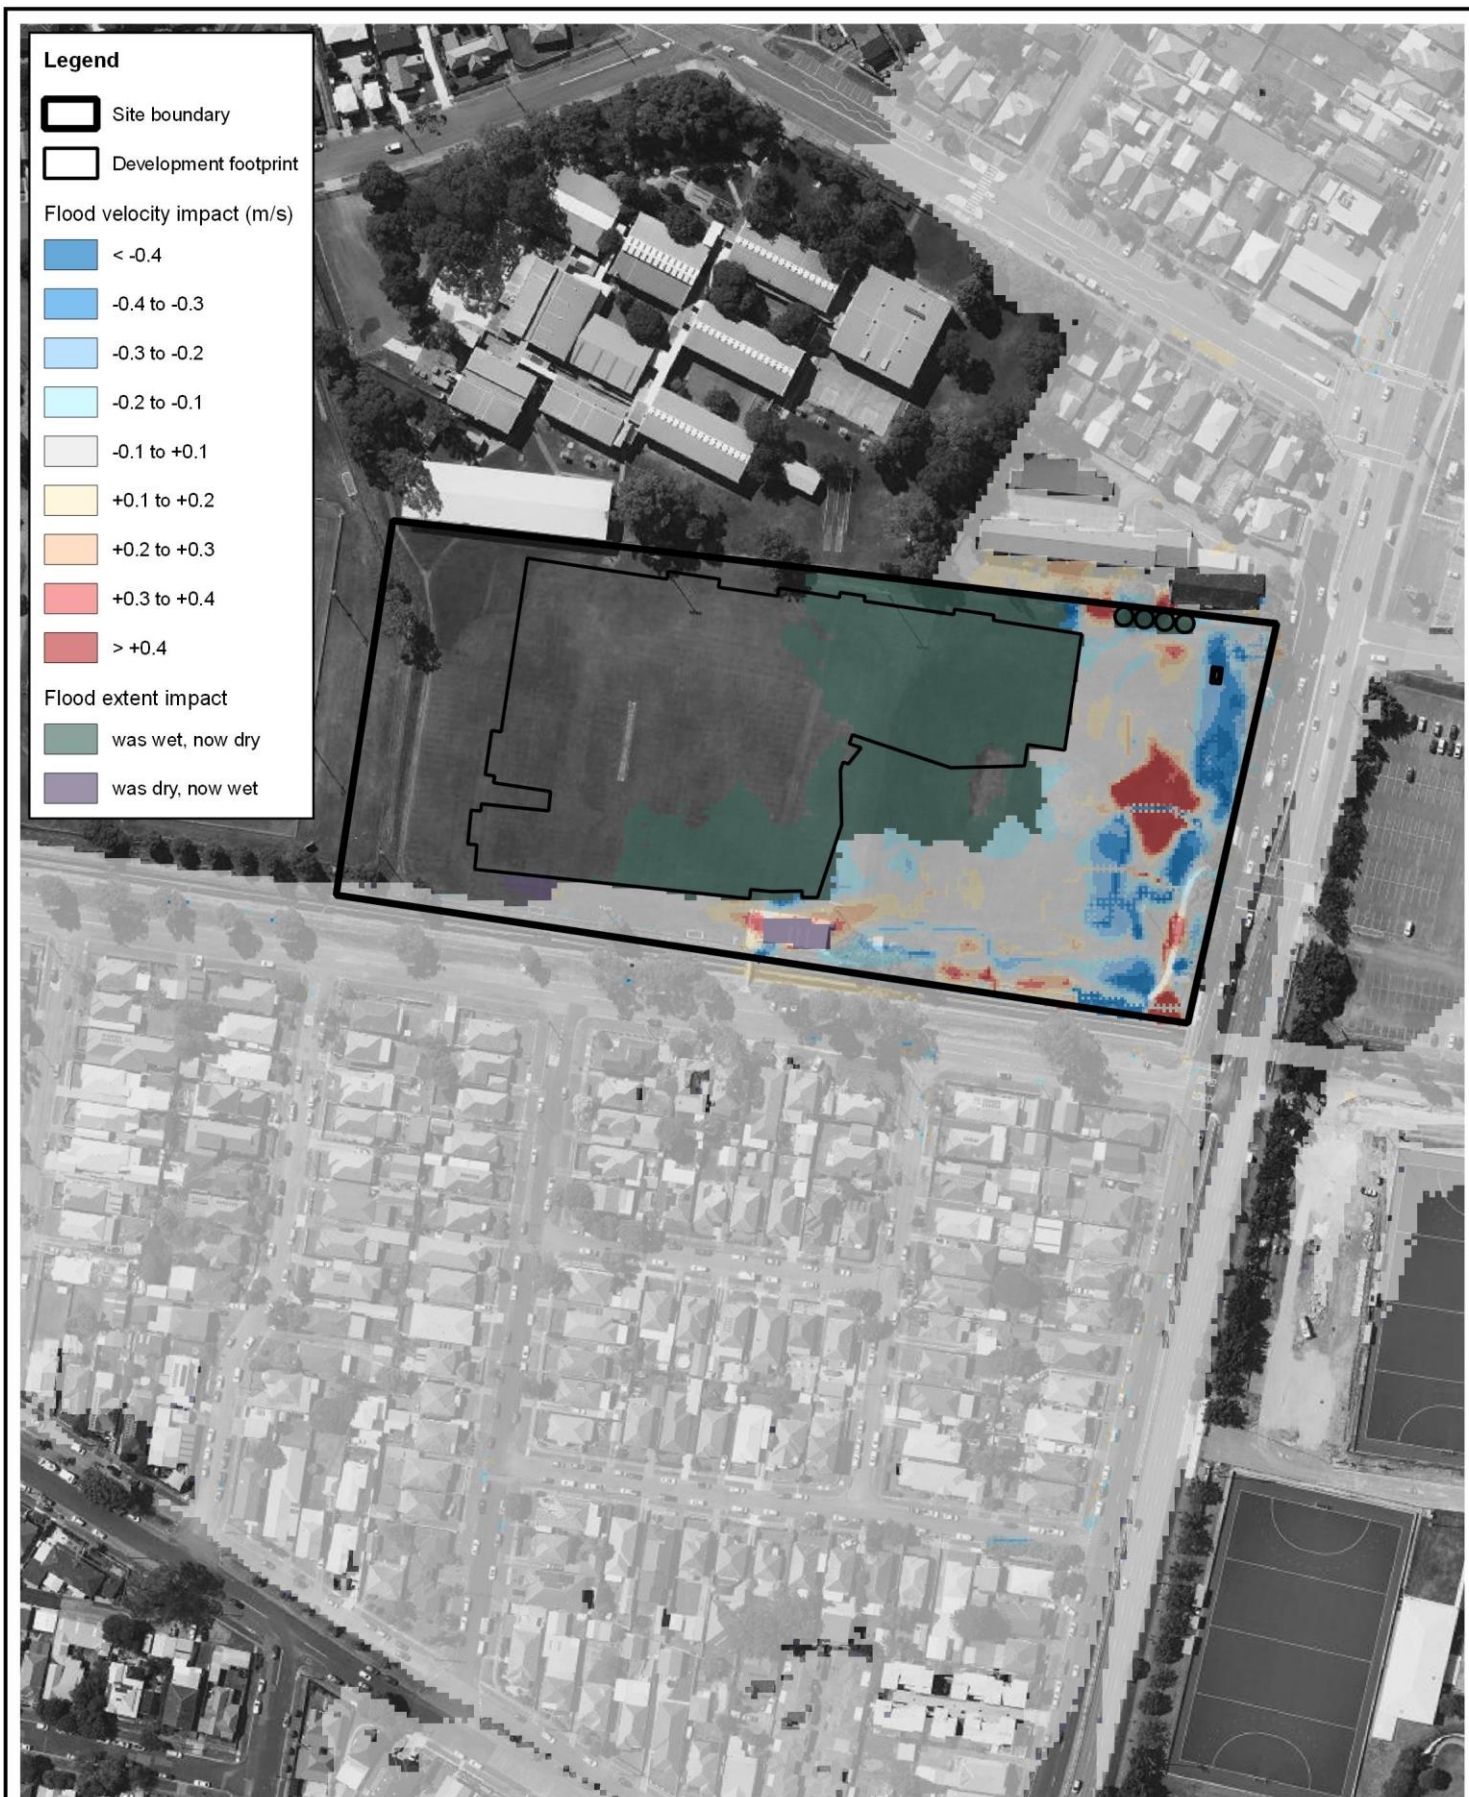 Legend
Site boundary
Development footprint
Flood velocity impact (m/s)
< -0.4
-0.4 to -0.3
-0.3 to -0.2
-0.2 to -0.1
-0.1 to +0.1
+0.1 to +0.2
+0.2 to +0.3
+0.3 to +0.4
> +0.4
Flood extent impact
was wet, now dry
was dry, now wet